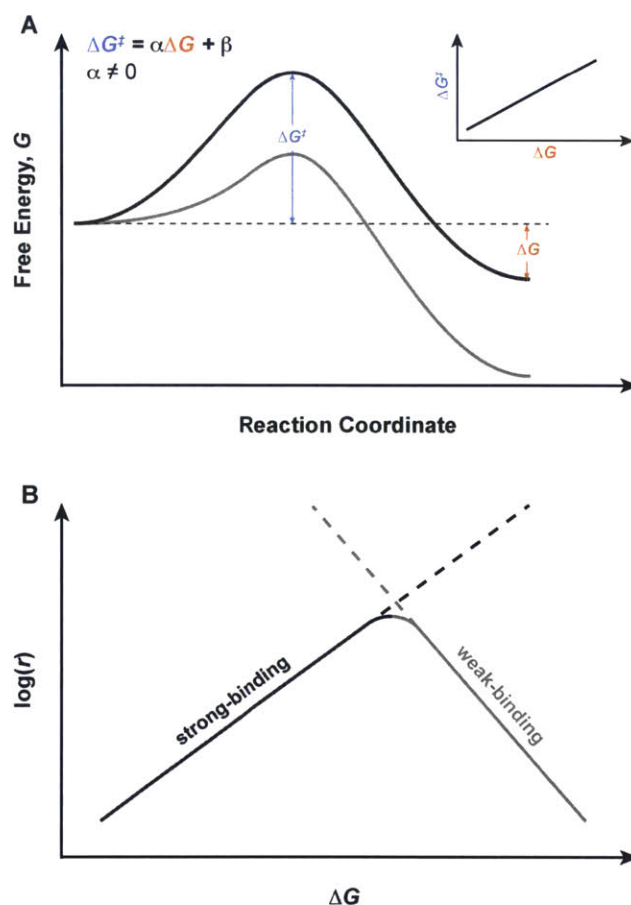 A
ΔG‡ = αΔG + β
α ≠ 0
ΔG‡
ΔG
Free Energy, G
ΔG‡
ΔG
Reaction Coordinate
B
log(r)
strong-binding
weak-binding
ΔG